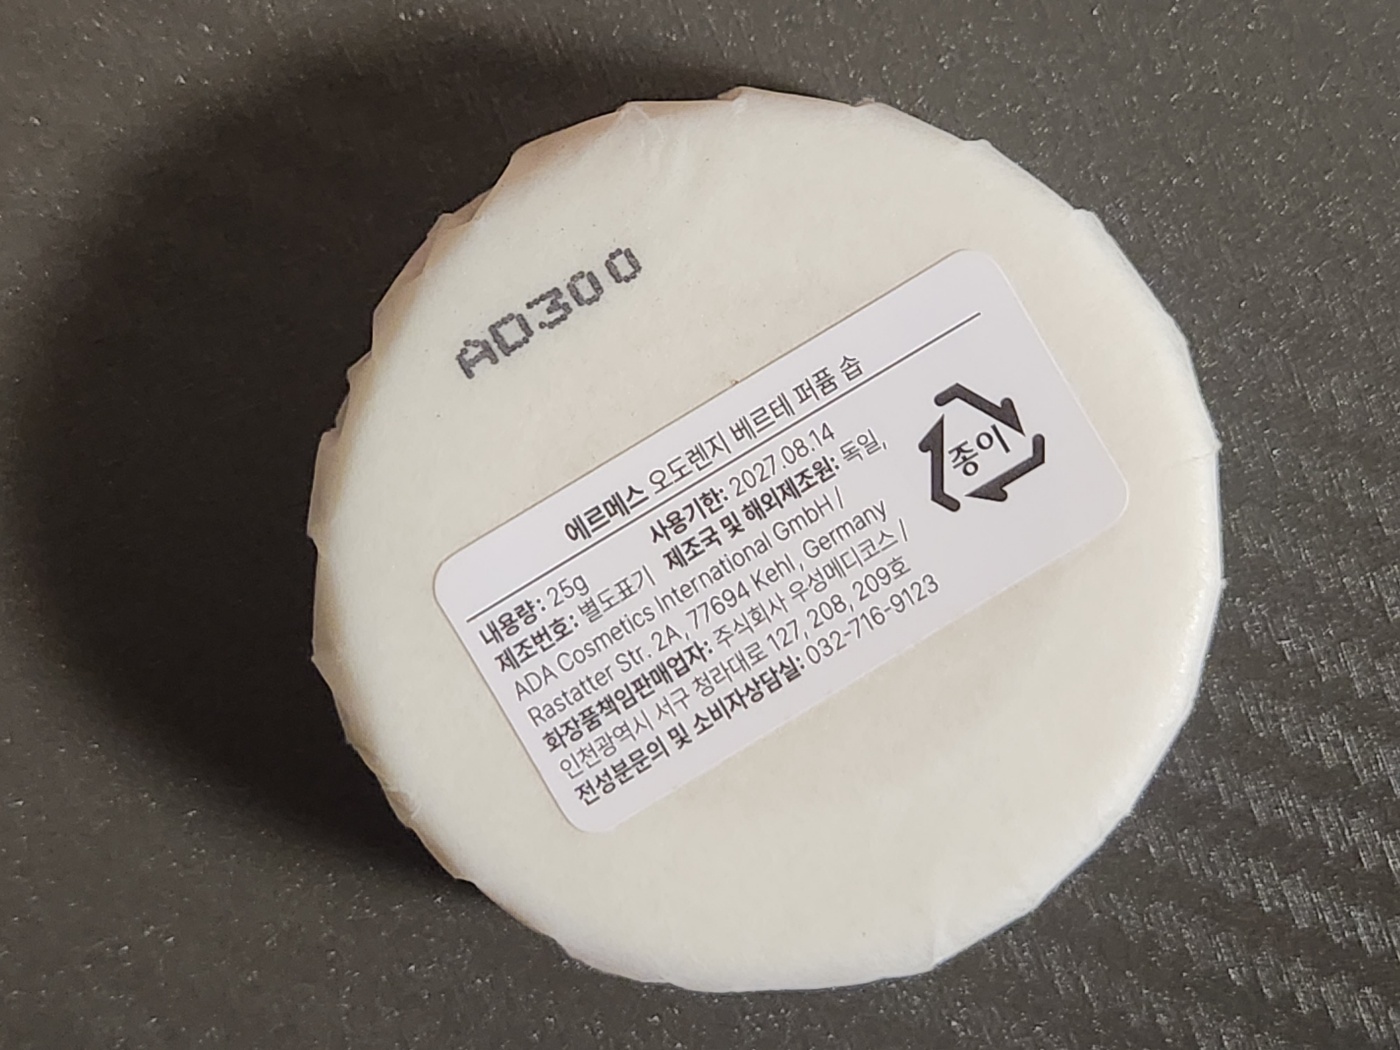 AD300
에르메스 오도렌지 베르테 퍼퓸 솝
내용량: 25g 사용기한: 2027.08.14
제조번호: 별도표기 제조국 및 해외제조원: 독일,
ADA Cosmetics International GmbH /
Rastatter Str. 2A, 77694 Kehl, Germany
화장품책임판매업자: 주식회사 우성메디코스 /
인천광역시 서구 청라대로 127, 208, 209호
전성분문의 및 소비자상담실: 032-716-9123
종이